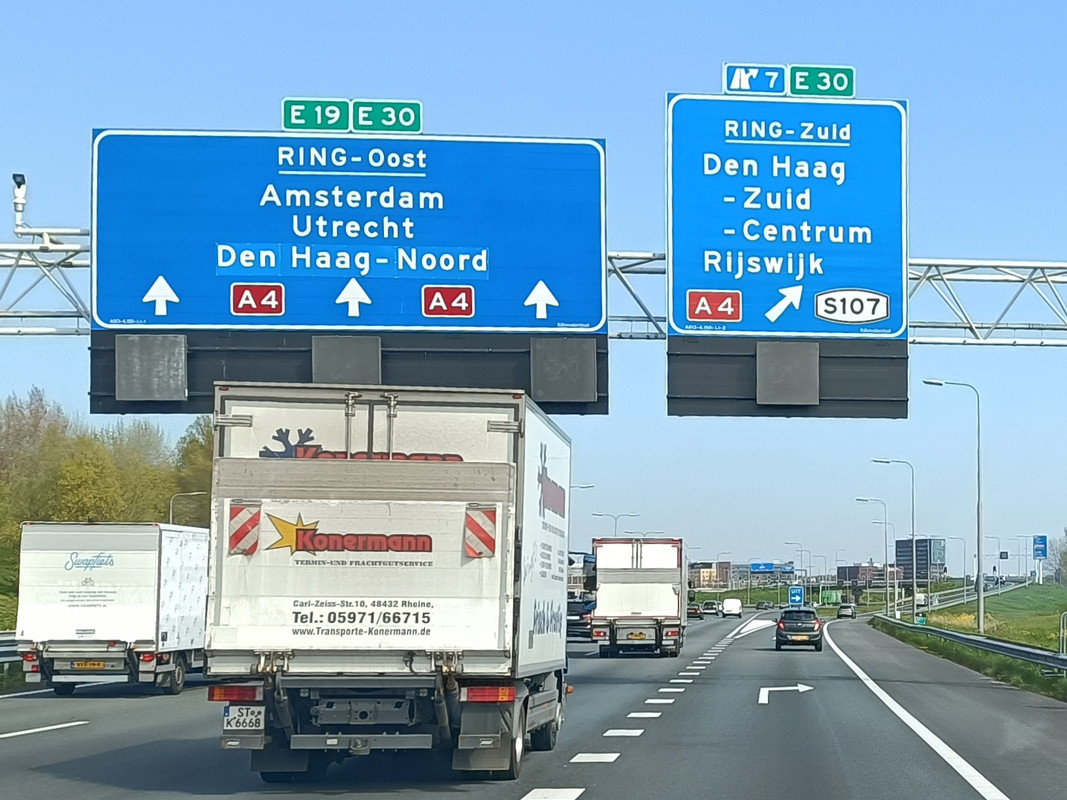 E 19 E 30
RING-Oost
Amsterdam
Utrecht
Den Haag-Noord
A4 A4
7 E 30
RING-Zuid
Den Haag
-Zuid
-Centrum
Rijswijk
A4 S107
Konermann
Konermann
TERMIN-UND FRACHTGUTSERVICE
Carl-Zeiss-Str.10, 48432 Rheine,
Tel.: 05971/66715
www.Transporte-Konermann.de
ST
K 6668
Swapfiets
UIT